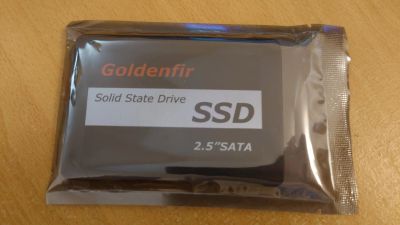 Goldenfir
Solid State Drive
SSD
2.5"SATA